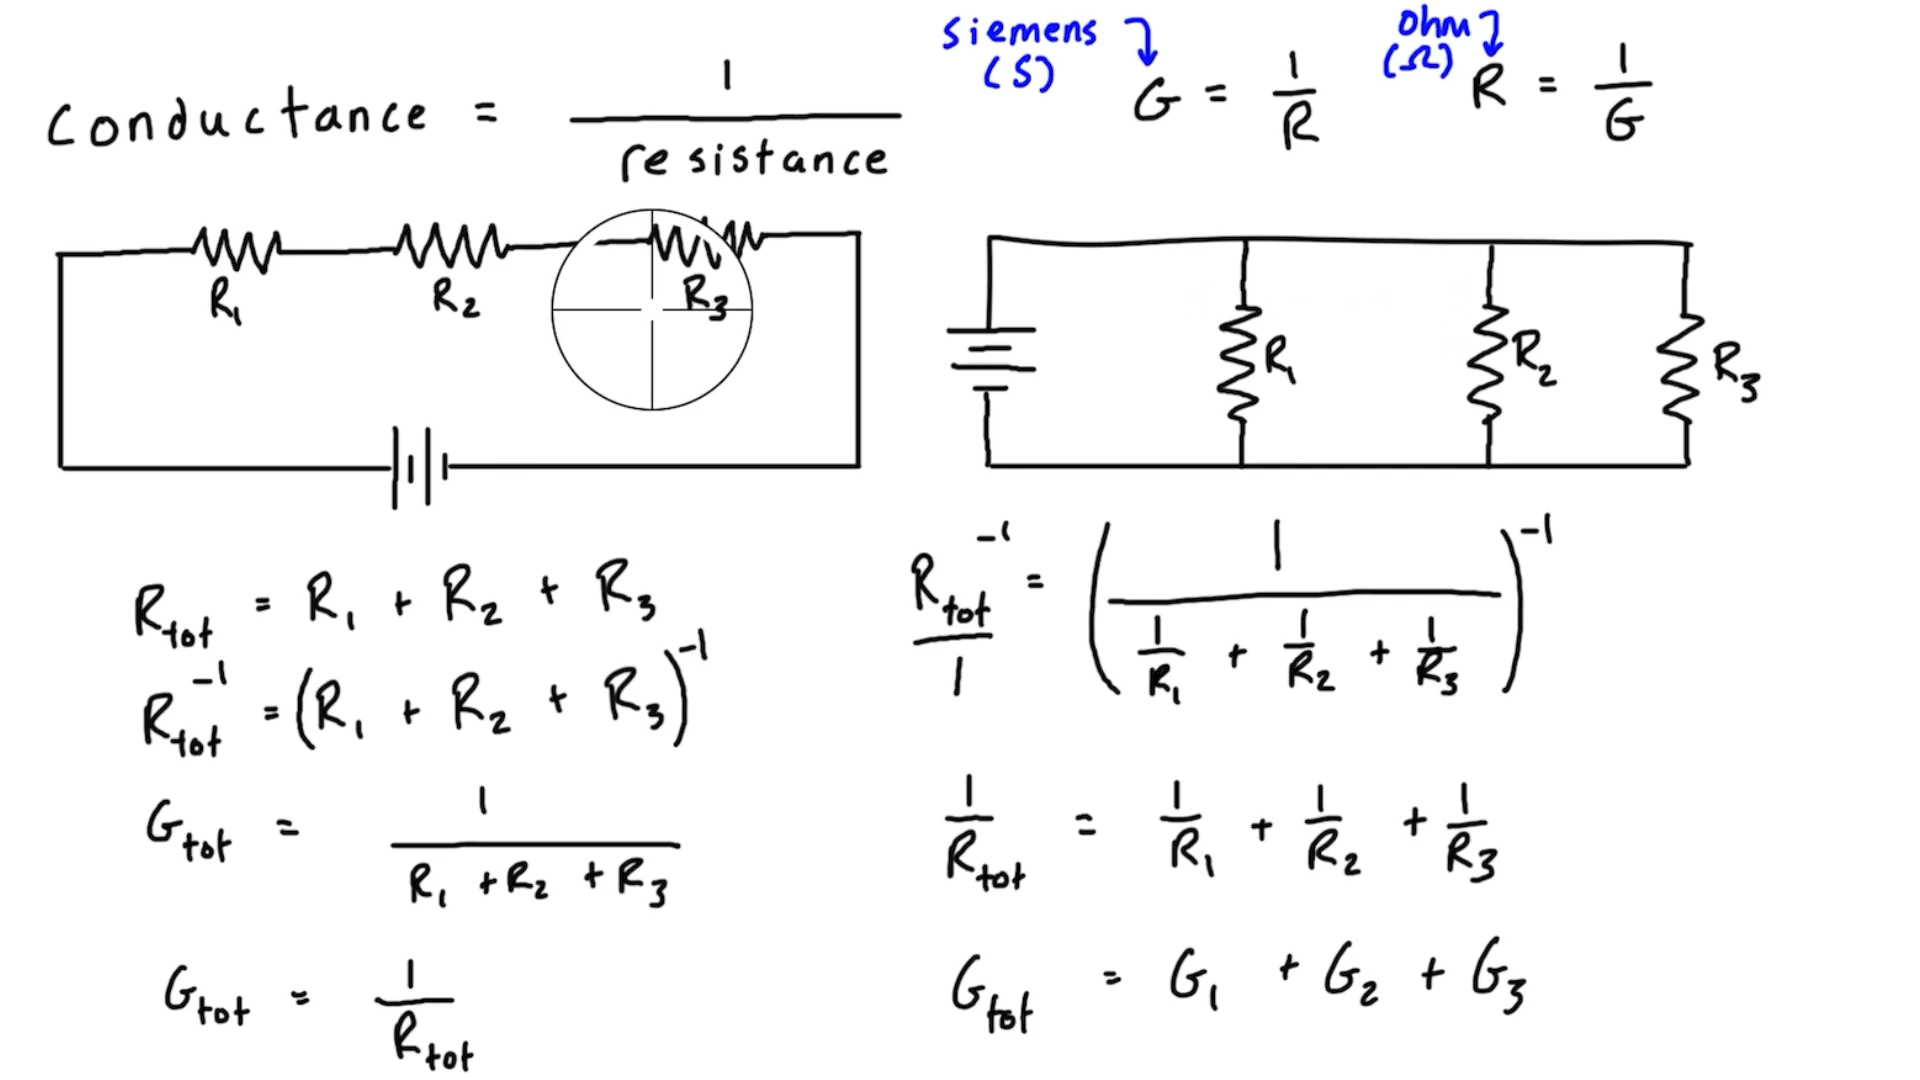 Conductance = 1 / resistance
siemens (S)
G = 1/R
Ohm (Ω)
R = 1/G
R₁ R₂ R₃
R₁ R₂ R₃
Rtot = R₁ + R₂ + R₃
Rtot⁻¹ = (R₁ + R₂ + R₃)⁻¹
Gtot = 1 / (R₁ + R₂ + R₃)
Gtot = 1/Rtot
Rtot⁻¹/1 = (1 / (1/R₁ + 1/R₂ + 1/R₃))⁻¹
1/Rtot = 1/R₁ + 1/R₂ + 1/R₃
Gtot = G₁ + G₂ + G₃